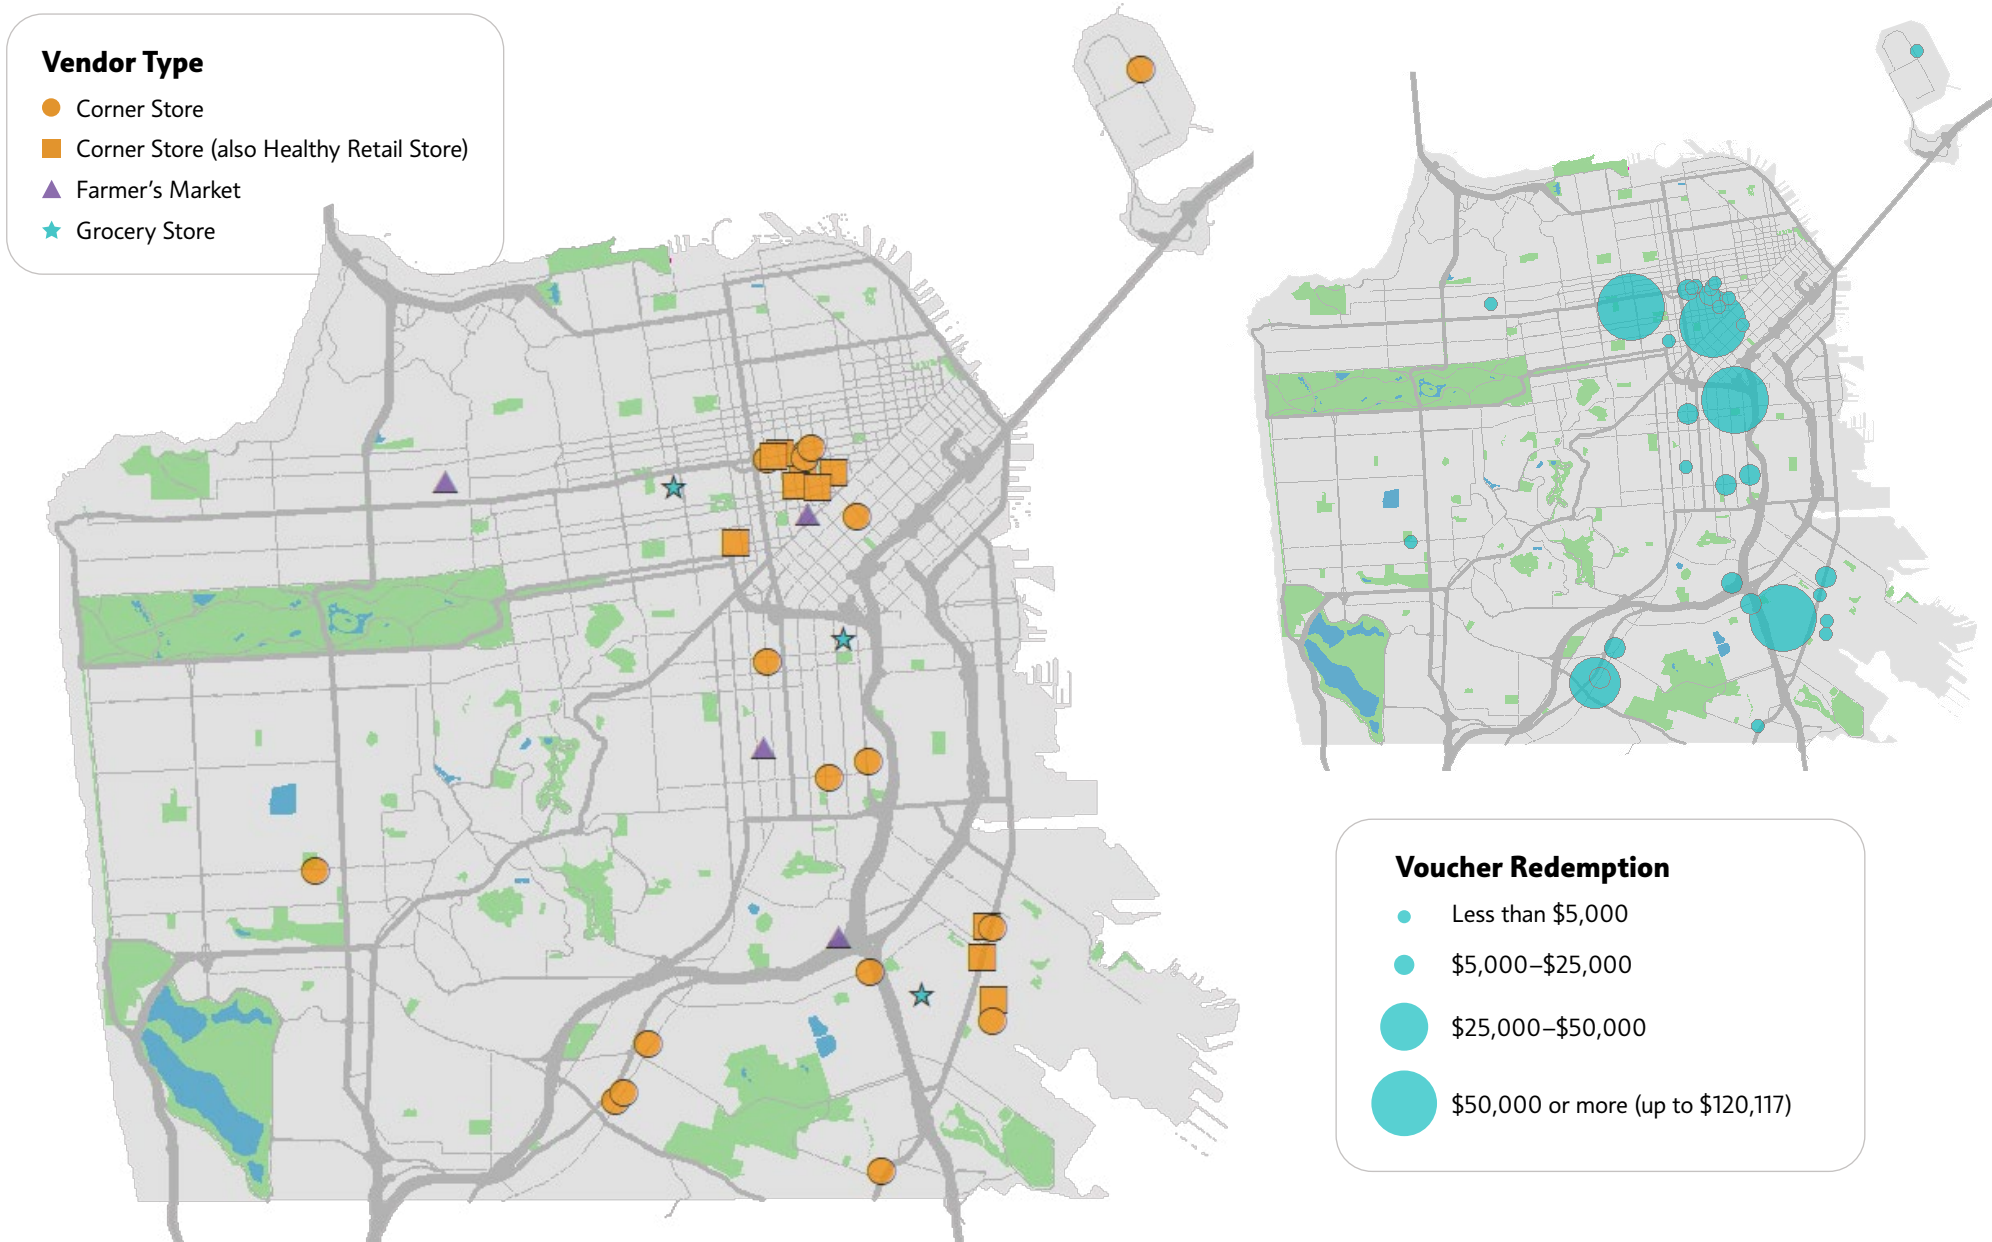 Vendor Type
Corner Store
Corner Store (also Healthy Retail Store)
Farmer’s Market
Grocery Store
Voucher Redemption
Less than $5,000
$5,000–$25,000
$25,000–$50,000
$50,000 or more (up to $120,117)